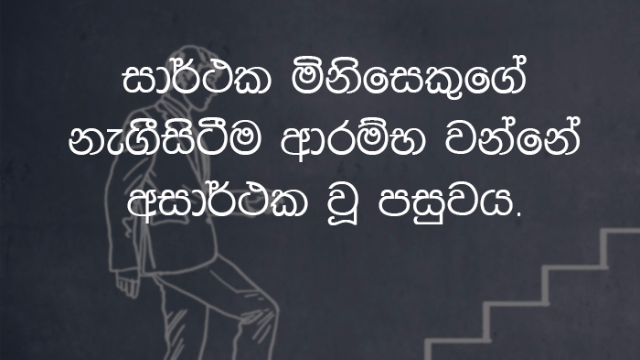 සාර්ථක මිනිසෙකුගේ
නැගීසිටීම ආරම්භ වන්නේ
අසාර්ථක වූ පසුවය.